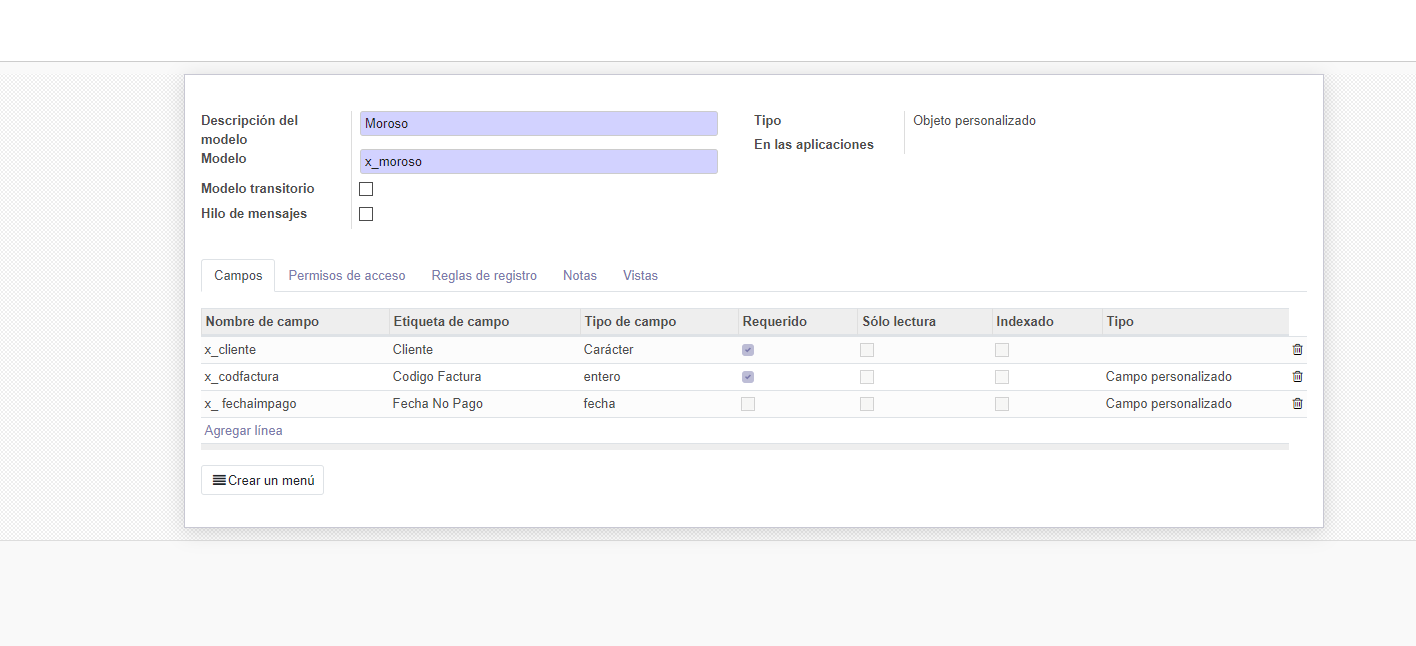 Descripción del modelo
Moroso
Tipo
Objeto personalizado
Modelo
x_moroso
En las aplicaciones
Modelo transitorio
Hilo de mensajes
Campos Permisos de acceso Reglas de registro Notas Vistas
Nombre de campo Etiqueta de campo Tipo de campo Requerido Sólo lectura Indexado Tipo
x_cliente Cliente Carácter
x_codfactura Codigo Factura entero Campo personalizado
x_ fechaimpago Fecha No Pago fecha Campo personalizado
Agregar línea
Crear un menú